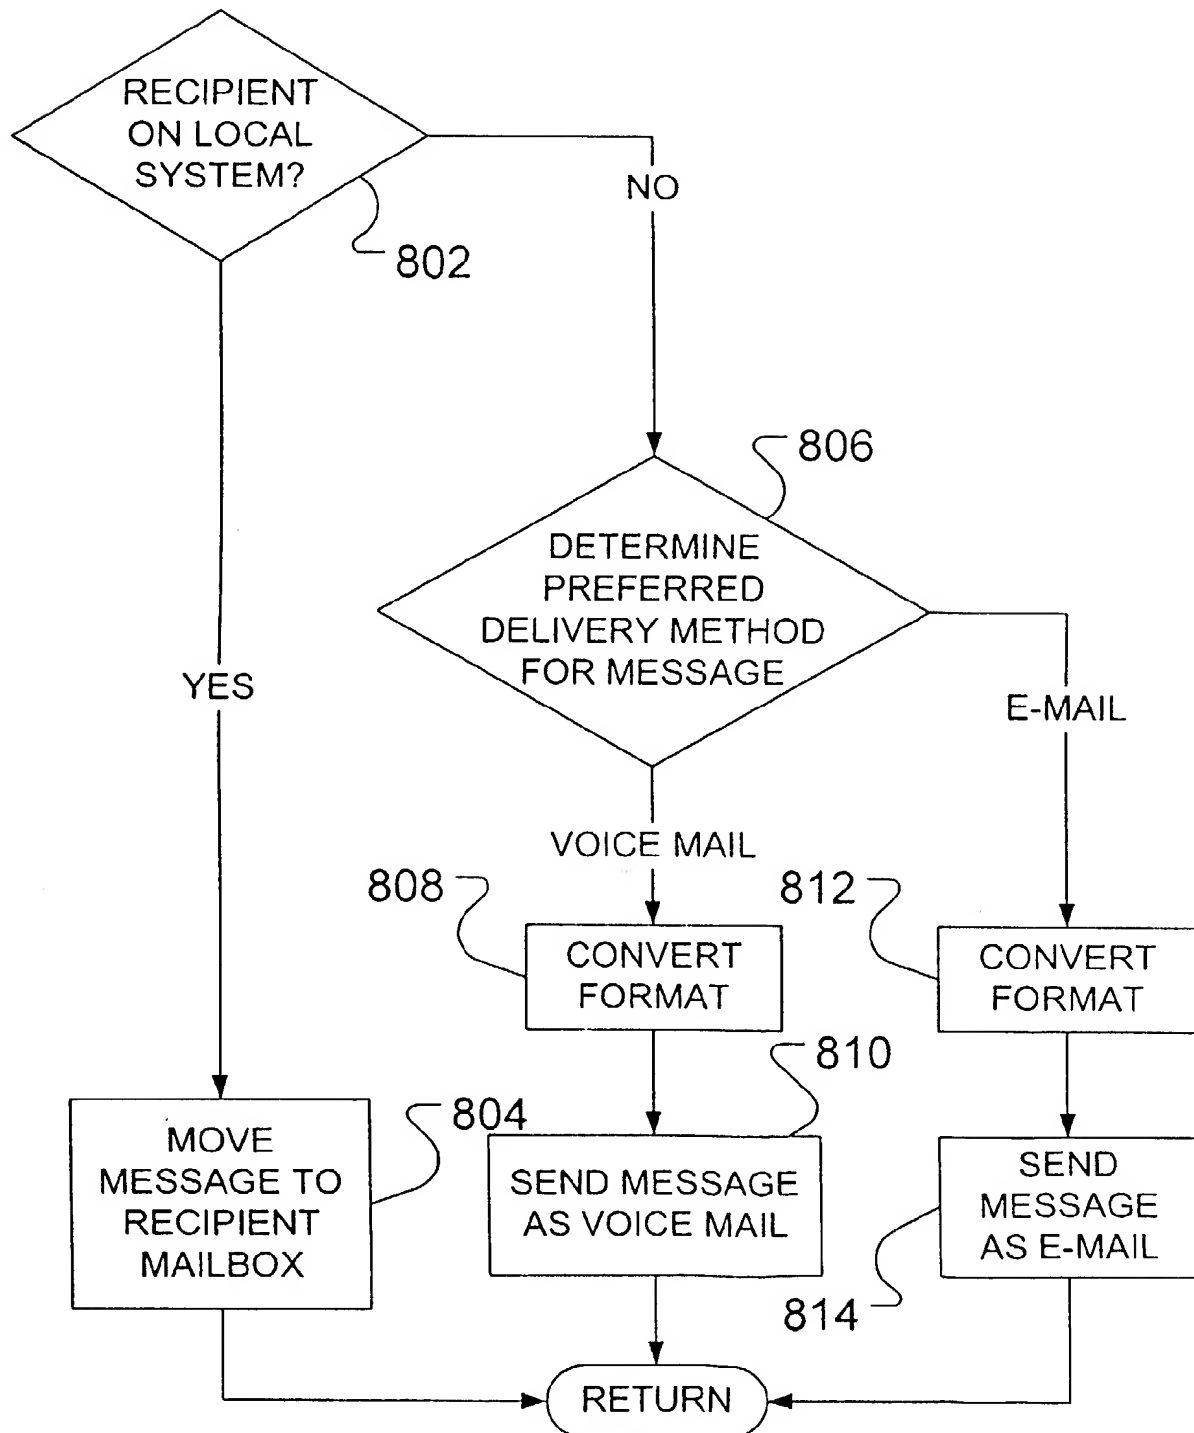 RECIPIENT
ON LOCAL
SYSTEM?
802
NO
806
DETERMINE
PREFERRED
DELIVERY METHOD
FOR MESSAGE
YES
E-MAIL
VOICE MAIL
808
CONVERT
FORMAT
812
CONVERT
FORMAT
810
804
MOVE
MESSAGE TO
RECIPIENT
MAILBOX
SEND MESSAGE
AS VOICE MAIL
SEND
MESSAGE
AS E-MAIL
814
RETURN